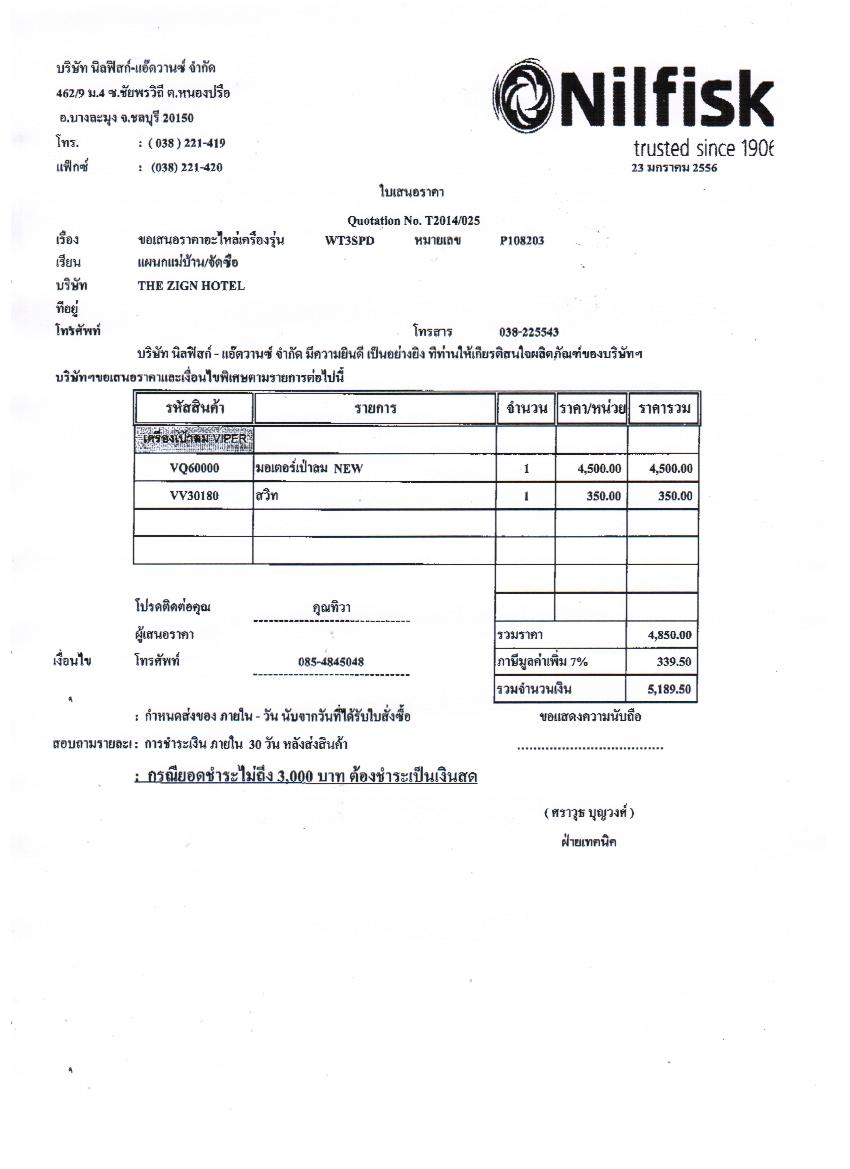 บริษัท นิลฟิสก์-แอ๊ดวานซ์ จำกัด
462/9 ม.4 ซ.ชัยพรวิถี ต.หนองปรือ
อ.บางละมุง จ.ชลบุรี 20150
โทร. : ( 038 ) 221-419
แฟ็กซ์ : (038) 221-420
Nilfisk
trusted since 1906
23 มกราคม 2556
ใบเสนอราคา
Quotation No. T2014/025
เรื่อง ขอเสนอราคาอะไหล่เครื่องรุ่น WT3SPD หมายเลข P108203
เรียน แผนกแม่บ้าน/จัดซื้อ
บริษัท THE ZIGN HOTEL
ที่อยู่
โทรศัพท์ โทรสาร 038-225543
บริษัท นิลฟิสก์ - แอ๊ดวานซ์ จำกัด มีความยินดี เป็นอย่างยิ่ง ที่ท่านให้เกียรติสนใจผลิตภัณฑ์ของบริษัทฯ
บริษัทฯขอเสนอราคาและเงื่อนไขพิเศษตามรายการต่อไปนี้
รหัสสินค้า รายการ จำนวน ราคา/หน่วย ราคารวม
เครื่องเป่าลม VIPER
VQ60000 มอเตอร์เป่าลม NEW 1 4,500.00 4,500.00
VV30180 สวิท 1 350.00 350.00
โปรดติดต่อคุณ คุณทิวา
ผู้เสนอราคา รวมราคา 4,850.00
เงื่อนไข โทรศัพท์ 085-4845048 ภาษีมูลค่าเพิ่ม 7% 339.50
รวมจำนวนเงิน 5,189.50
: กำหนดส่งของ ภายใน - วัน นับจากวันที่ได้รับใบสั่งซื้อ ขอแสดงความนับถือ
สอบถามรายละเ : การชำระเงิน ภายใน 30 วัน หลังส่งสินค้า
: กรณียอดชำระไม่ถึง 3,000 บาท ต้องชำระเป็นเงินสด
( ศราวุธ บุญวงศ์ )
ฝ่ายเทคนิค